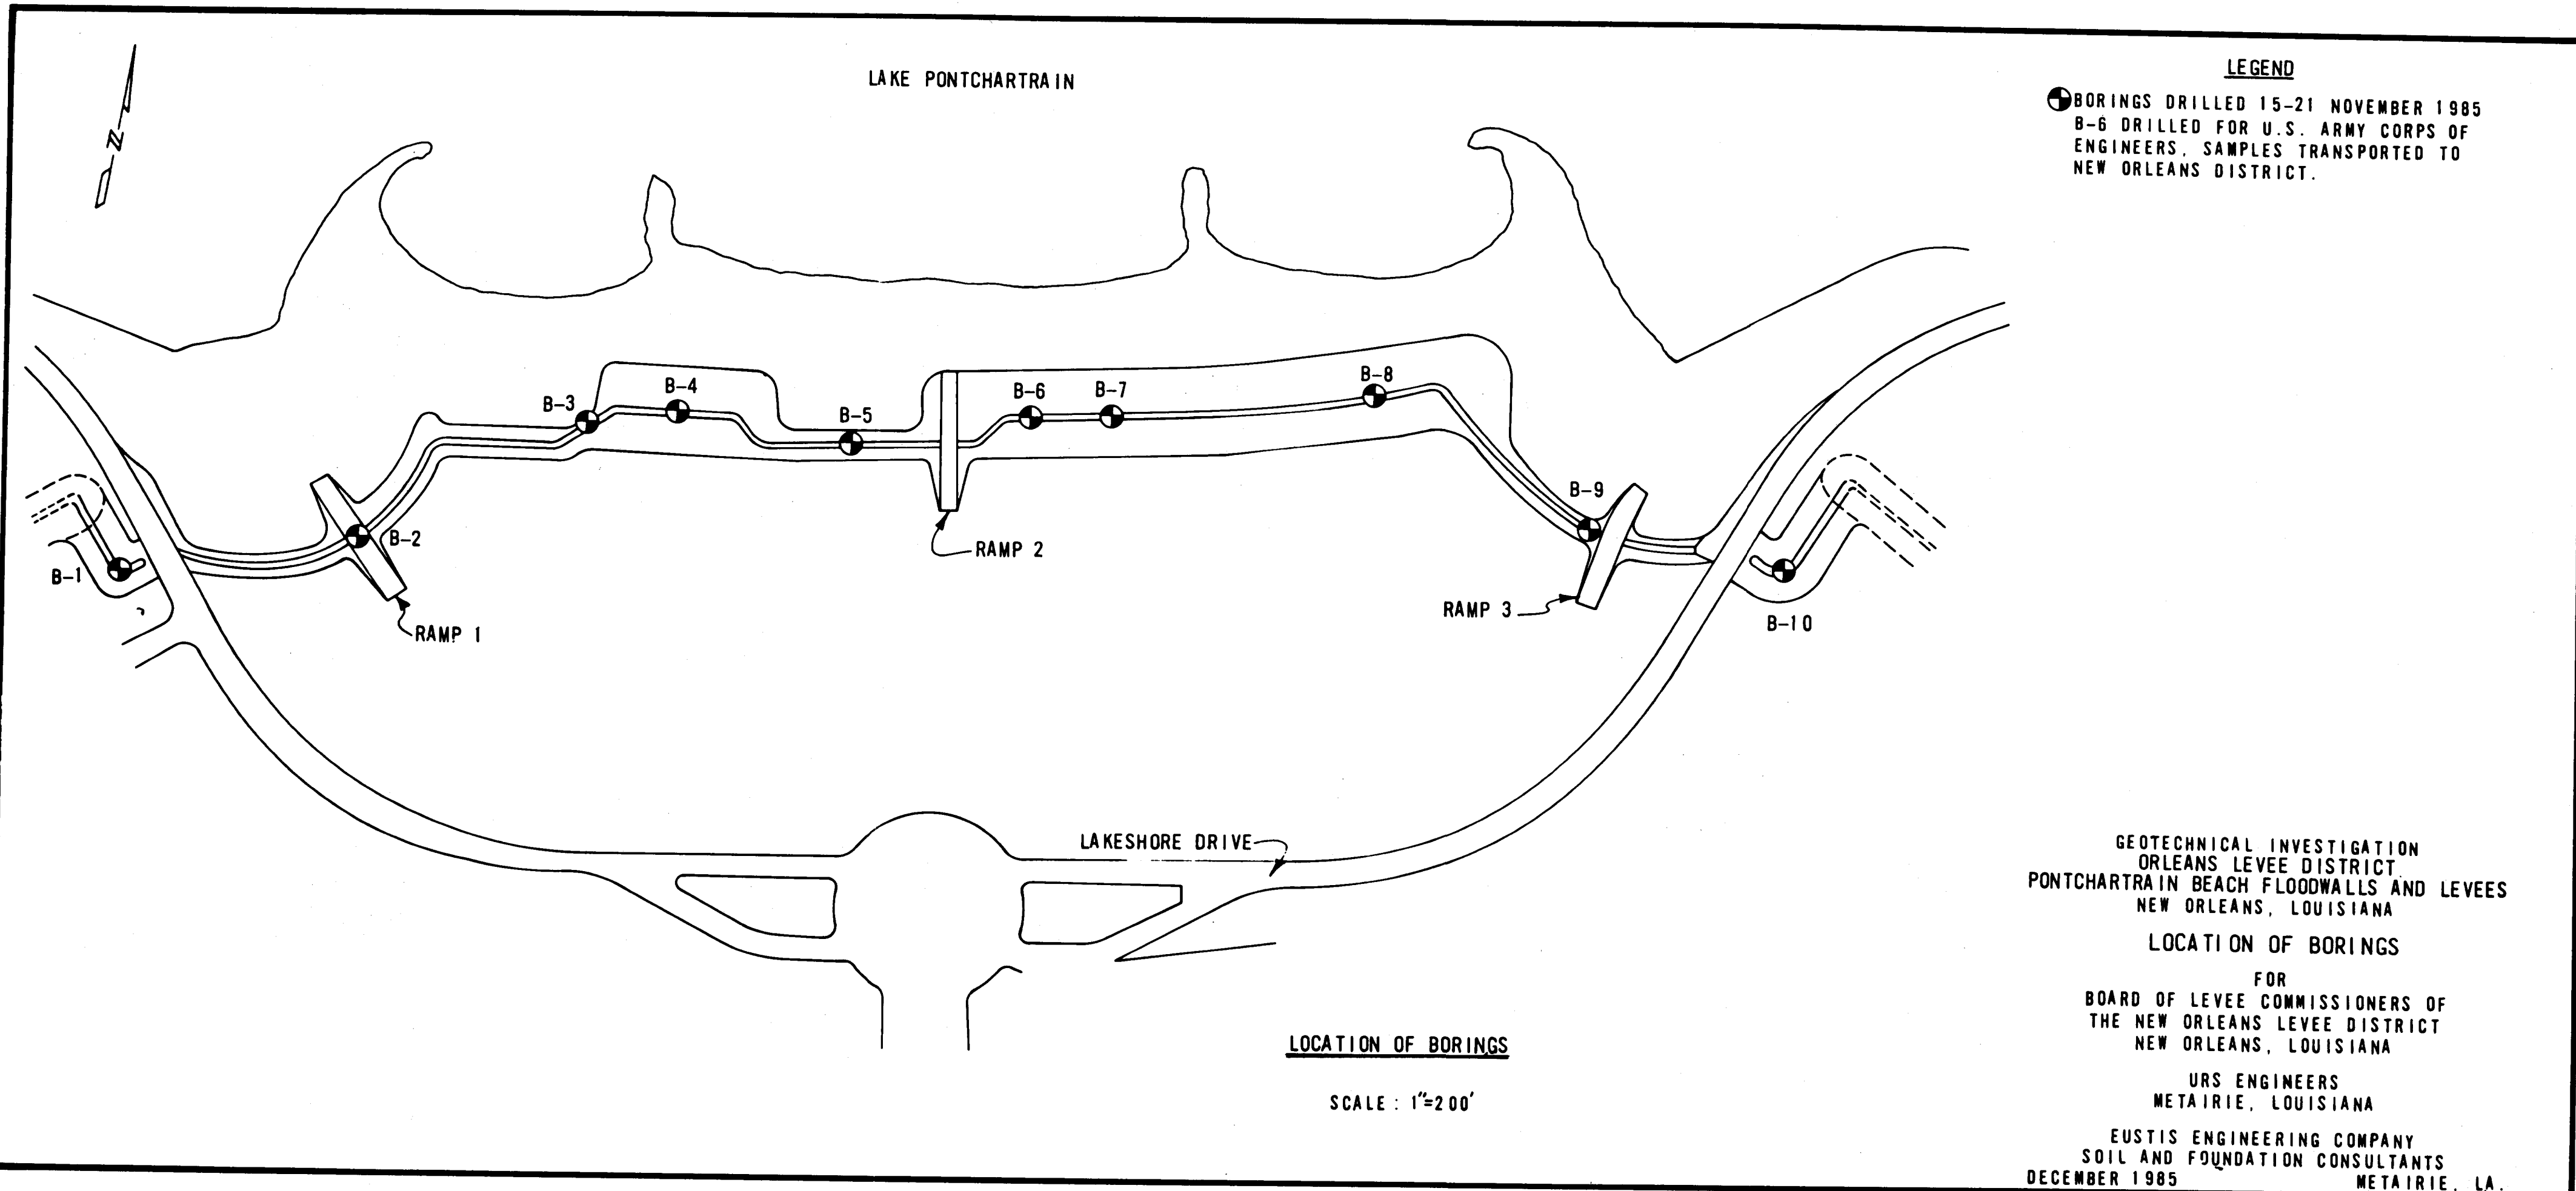 LAKE PONTCHARTRAIN
LEGEND
BORINGS DRILLED 15-21 NOVEMBER 1985
B-6 DRILLED FOR U.S. ARMY CORPS OF
ENGINEERS, SAMPLES TRANSPORTED TO
NEW ORLEANS DISTRICT.
N
B-1
B-2
B-3
B-4
B-5
B-6
B-7
B-8
B-9
B-10
RAMP 1
RAMP 2
RAMP 3
LAKESHORE DRIVE
LOCATION OF BORINGS
SCALE : 1"=200'
GEOTECHNICAL INVESTIGATION
ORLEANS LEVEE DISTRICT
PONTCHARTRAIN BEACH FLOODWALLS AND LEVEES
NEW ORLEANS, LOUISIANA
LOCATION OF BORINGS
FOR
BOARD OF LEVEE COMMISSIONERS OF
THE NEW ORLEANS LEVEE DISTRICT
NEW ORLEANS, LOUISIANA
URS ENGINEERS
METAIRIE, LOUISIANA
EUSTIS ENGINEERING COMPANY
SOIL AND FOUNDATION CONSULTANTS
DECEMBER 1985 METAIRIE, LA.